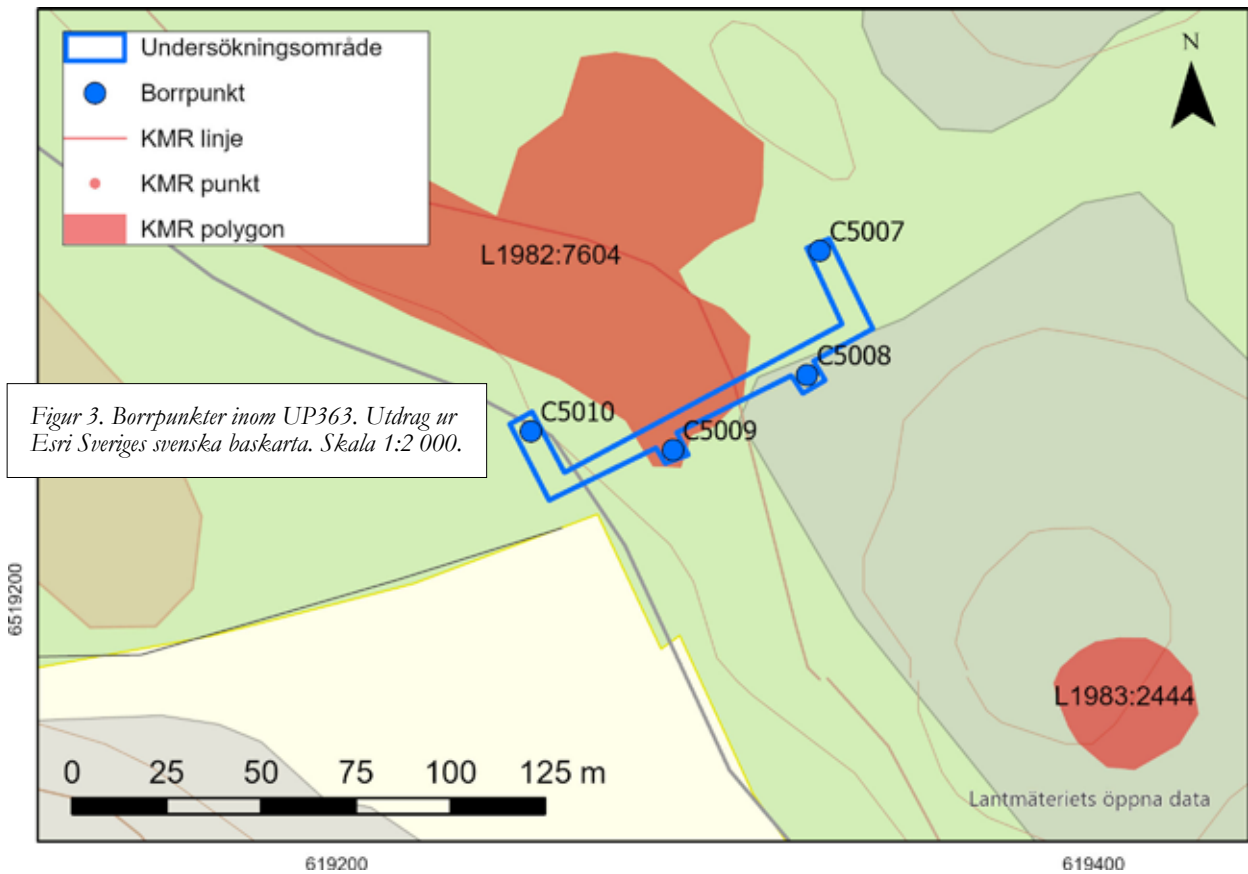 Undersökningsområde
Borrpunkt
KMR linje
KMR punkt
KMR polygon
N
L1982:7604
C5007
C5008
C5010
C5009
Figur 3. Borrpunkter inom UP363. Utdrag ur
Esri Sveriges svenska baskarta. Skala 1:2 000.
6519200
L1983:2444
0 25 50 75 100 125 m
Lantmäteriets öppna data
619200 619400